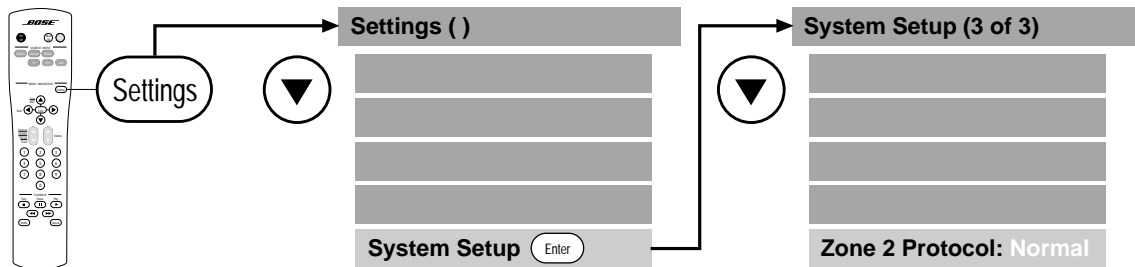 BOSE
Settings
Settings ( )
System Setup
Enter
System Setup (3 of 3)
Zone 2 Protocol: Normal